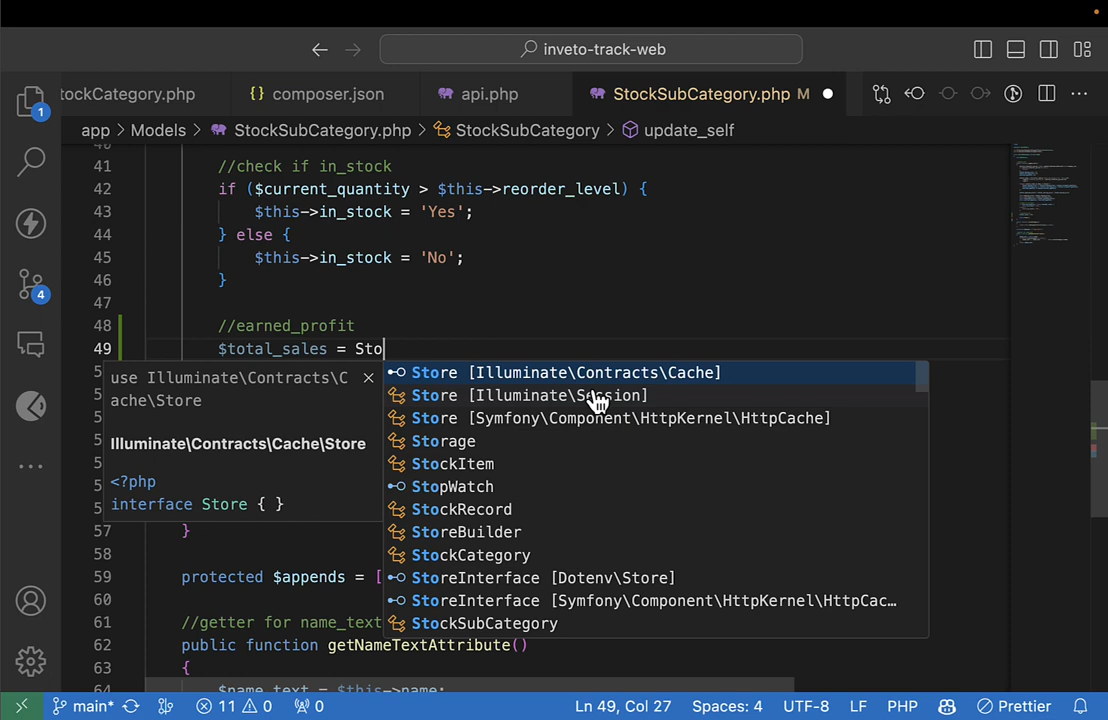 inveto-track-web
tockCategory.php
{} composer.json
api.php
StockSubCategory.php M
app > Models > StockSubCategory.php > StockSubCategory > update_self
41 //check if in_stock
42 if ($current_quantity > $this->reorder_level) {
43 $this->in_stock = 'Yes';
44 } else {
45 $this->in_stock = 'No';
46 }
47
48 //earned_profit
49 $total_sales = Sto
use Illuminate\Contracts\C
ache\Store
Illuminate\Contracts\Cache\Store
<?php
interface Store { }
Store [Illuminate\Contracts\Cache]
Store [Illuminate\Session]
Store [Symfony\Component\HttpKernel\HttpCache]
Storage
StockItem
StopWatch
StockRecord
StoreBuilder
StockCategory
StoreInterface [Dotenv\Store]
StoreInterface [Symfony\Component\HttpKernel\HttpCac...
StockSubCategory
57 }
58
59 protected $appends = [
60
61 //getter for name_text
62 public function getNameTextAttribute()
63 {
64 $name_text = $this->name;
1
4
main*
11
0
0
Ln 49, Col 27
Spaces: 4
UTF-8
LF
PHP
Prettier